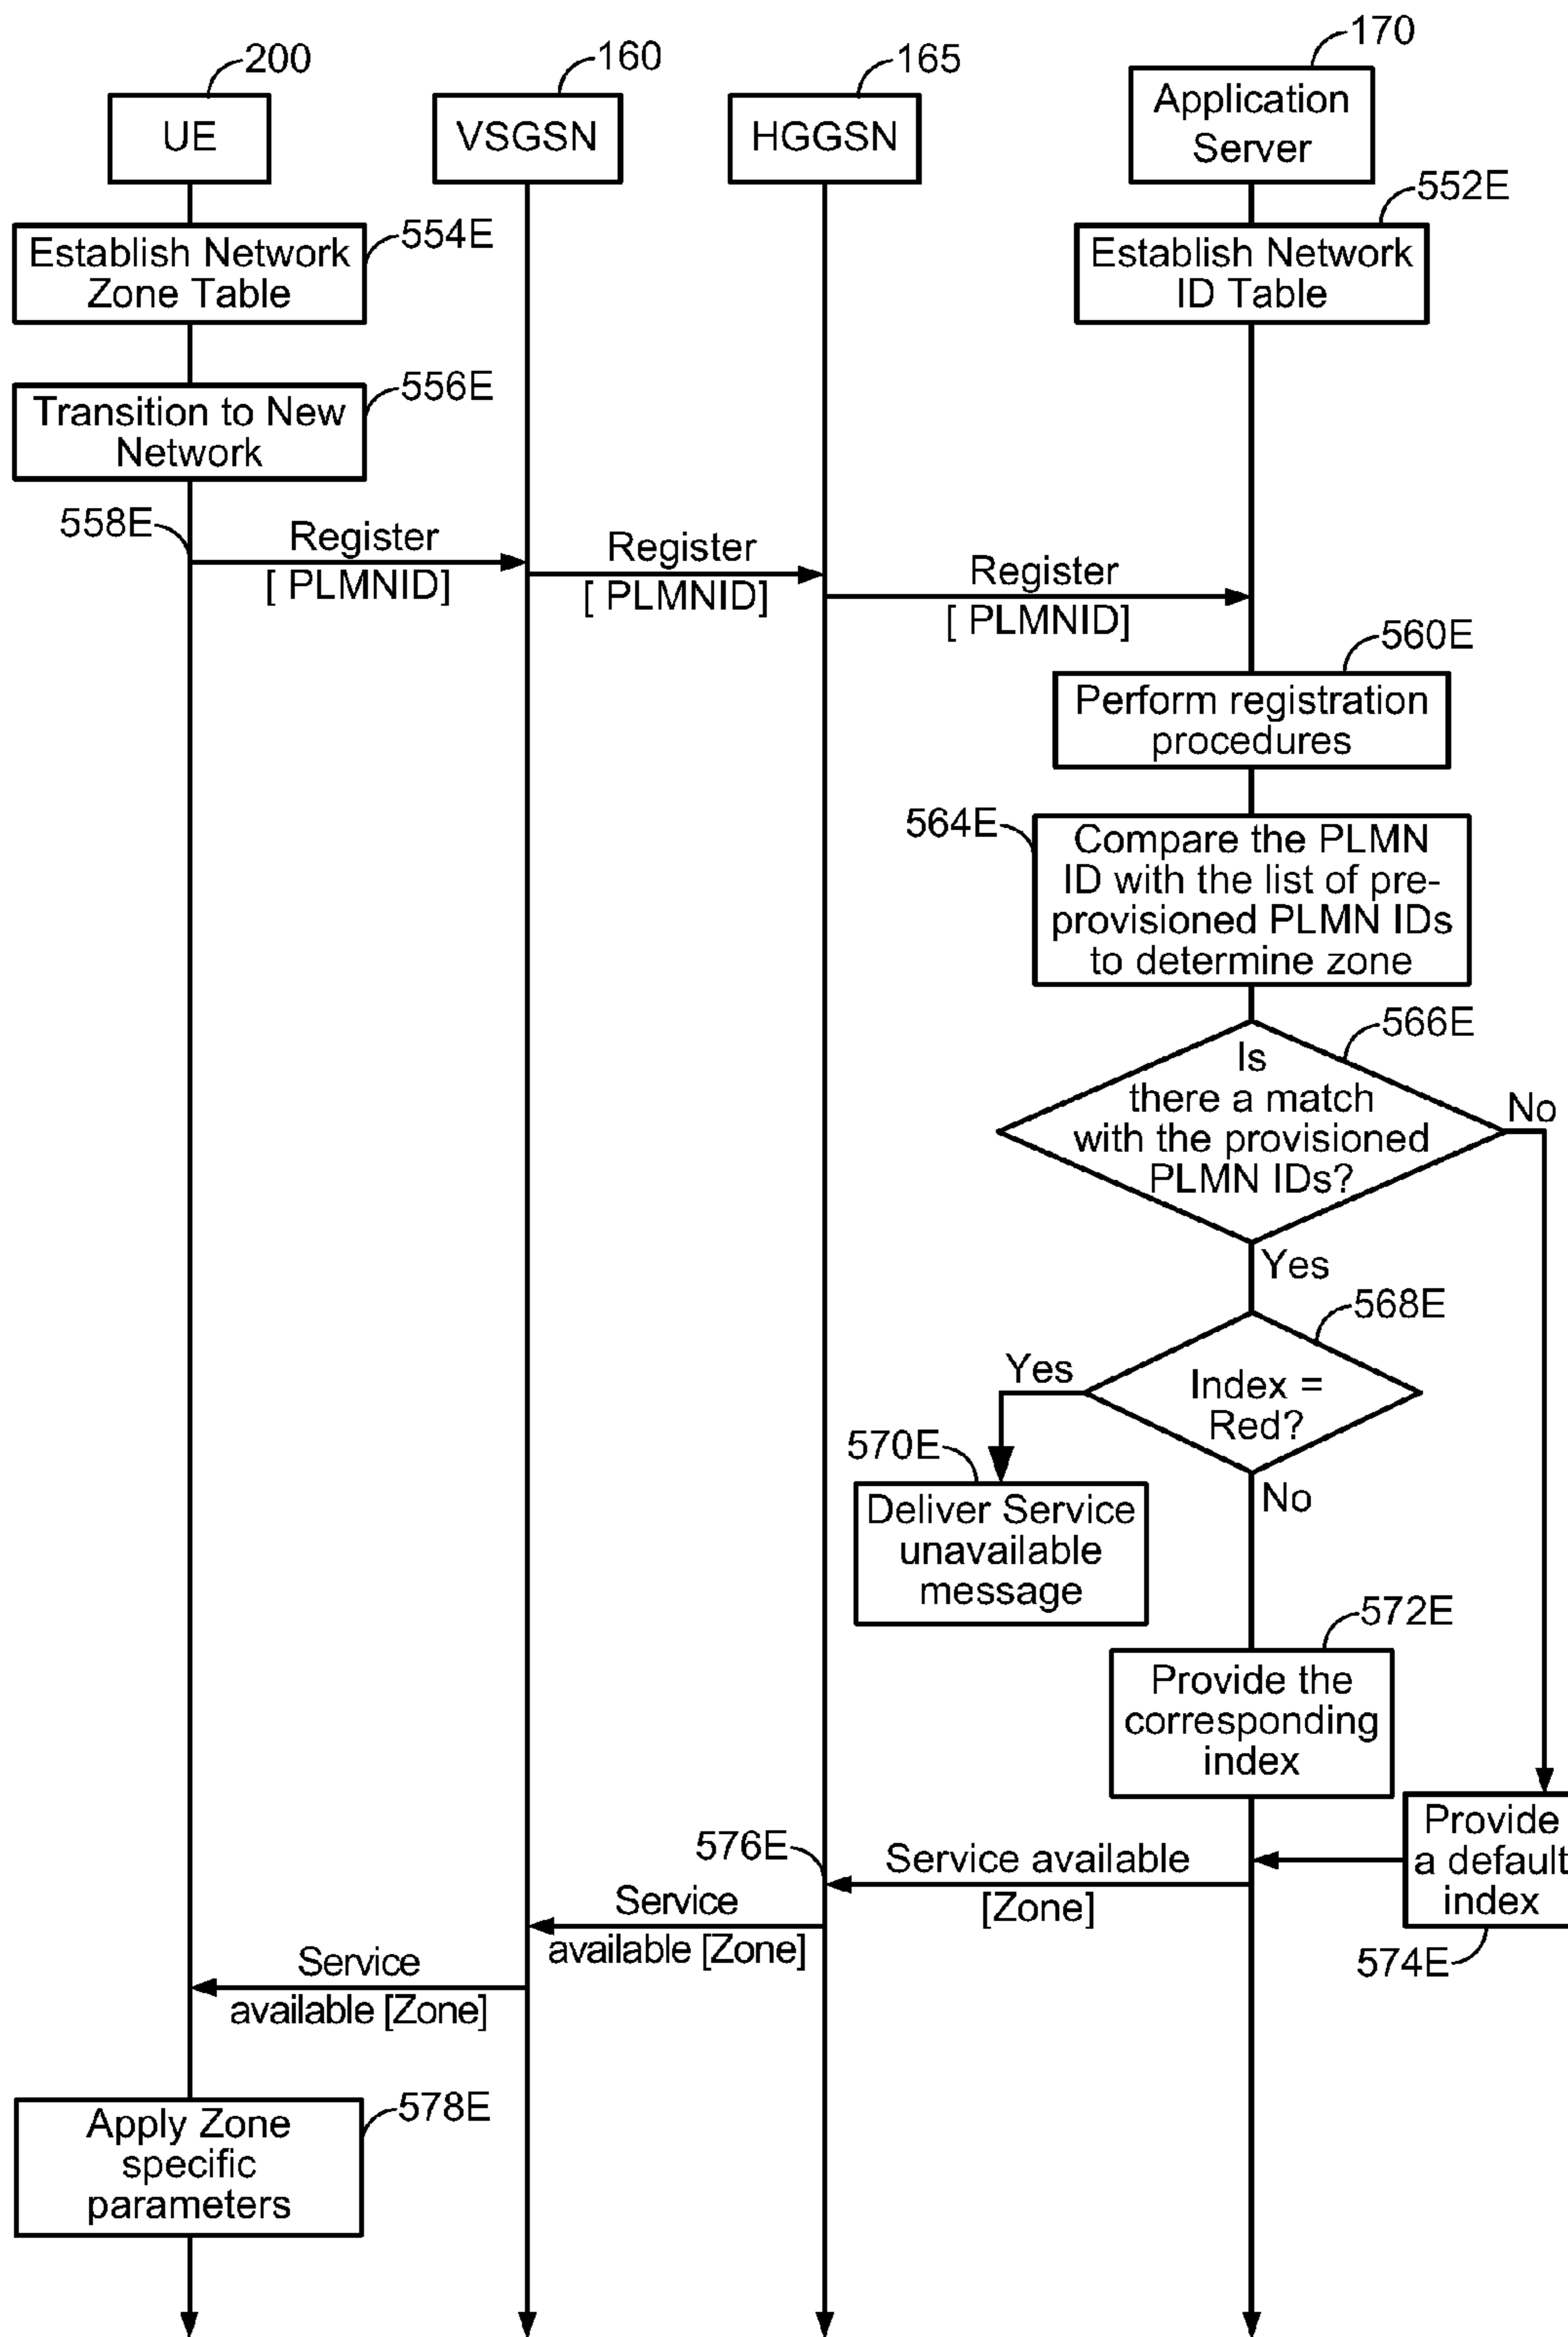 200
160
165
170
UE
VSGSN
HGGSN
Application
Server
552E
554E
Establish Network
Zone Table
Establish Network
ID Table
556E
Transition to New
Network
558E
Register
[ PLMNID]
Register
[ PLMNID]
Register
[ PLMNID]
560E
Perform registration
procedures
564E
Compare the PLMN
ID with the list of pre-
provisioned PLMN IDs
to determine zone
566E
Is
there a match
with the provisioned
PLMN IDs?
No
Yes
568E
Index =
Red?
Yes
No
570E
Deliver Service
unavailable
message
572E
Provide the
corresponding
index
Provide
a default
index
574E
576E
Service available
[Zone]
Service
available [Zone]
Service
available [Zone]
578E
Apply Zone
specific
parameters